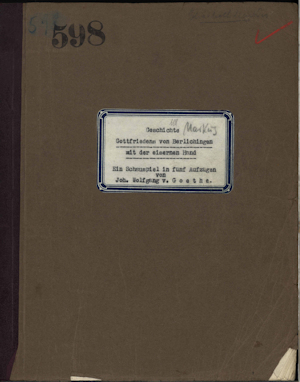 598
Geschichte
Markus
Gottfriedens von Berlichingen
mit der eisernen Hand
Ein Schauspiel in fünf Aufzügen
von
Joh. Wolfgang v. Goethe.